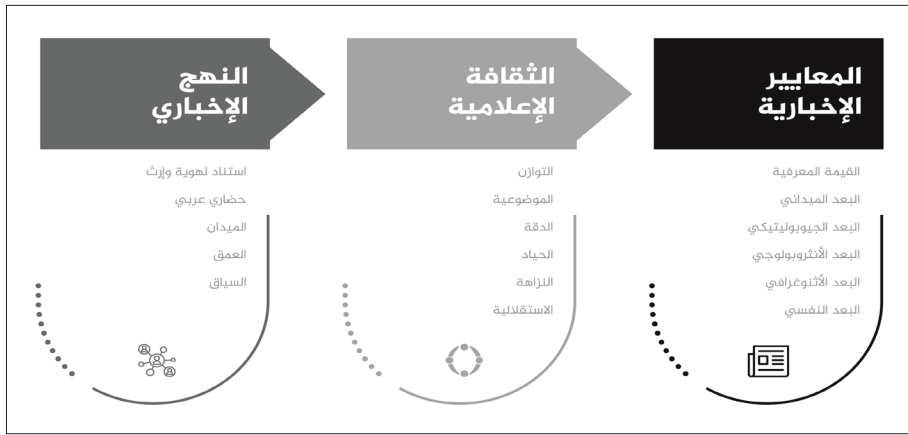 المعايير
الإخبارية
القيمة المعرفية
البعد الميداني
البعد الجيوبوليتيكي
البعد الأنثروبولوجي
البعد الأثنوغرافي
البعد النفسي
الثقافة
الإعلامية
التوازن
الموضوعية
الدقة
الحياد
النزاهة
الاستقلالية
النهج
الإخباري
استناد لهوية وإرث
حضاري عربي
الميدان
العمق
السياق